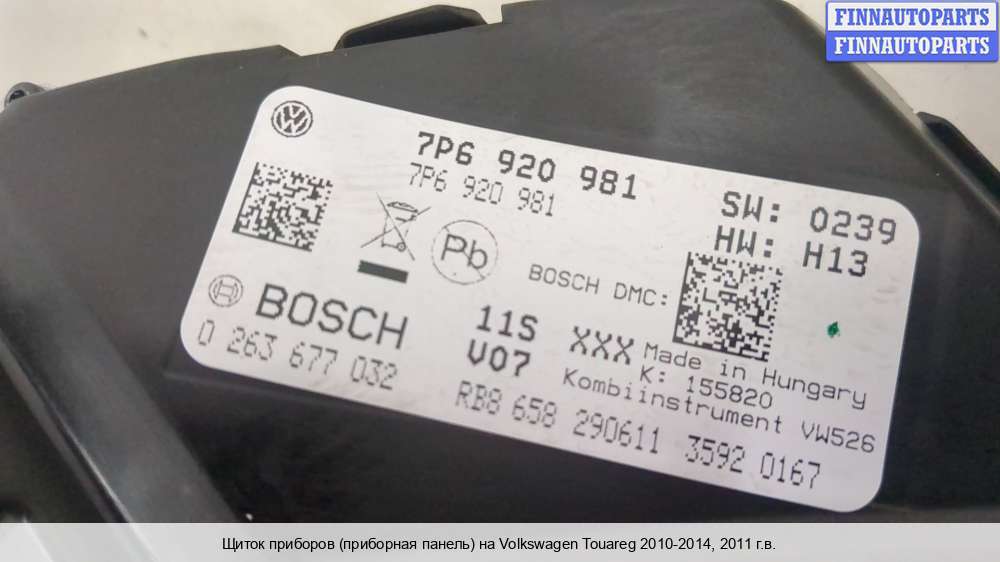 FINNAUTOPARTS
FINNAUTOPARTS
7P6 920 981
7P6 920 981
SW: 0239
HW: H13
Pb
BOSCH DMC:
BOSCH
0 263 677 032
11S
V07
XXX
Made in Hungary
K: 155820
Kombiinstrument VW526
RB8 658 290611 3592 0167
Щиток приборов (приборная панель) на Volkswagen Touareg 2010-2014, 2011 г.в.